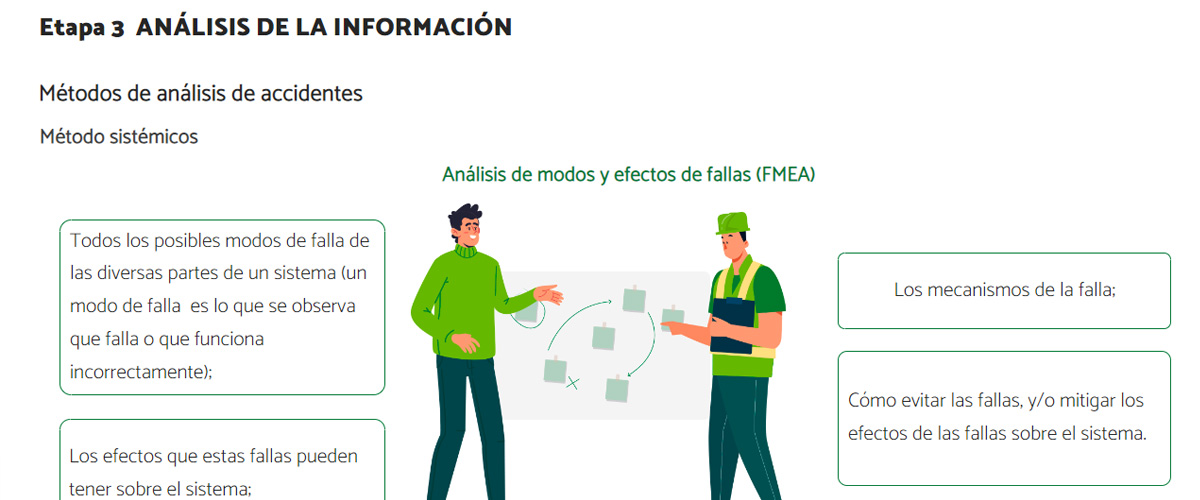 Etapa 3 ANÁLISIS DE LA INFORMACIÓN
Métodos de análisis de accidentes
Método sistémicos
Análisis de modos y efectos de fallas (FMEA)
Todos los posibles modos de falla de
las diversas partes de un sistema (un
modo de falla es lo que se observa
que falla o que funciona
incorrectamente);
Los efectos que estas fallas pueden
tener sobre el sistema;
Los mecanismos de la falla;
Cómo evitar las fallas, y/o mitigar los
efectos de las fallas sobre el sistema.